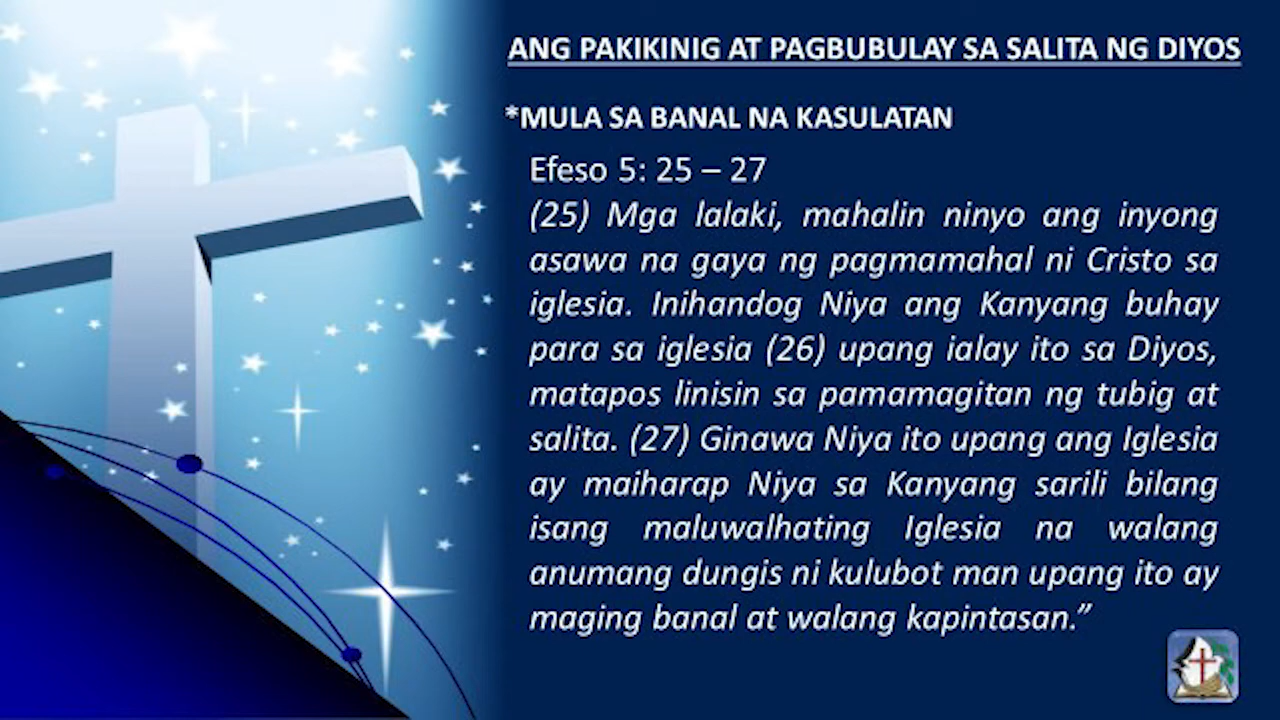 ANG PAKIKINIG AT PAGBUBULAY SA SALITA NG DIYOS
*MULA SA BANAL NA KASULATAN
Efeso 5: 25 – 27
(25) Mga lalaki, mahalin ninyo ang inyong
asawa na gaya ng pagmamahal ni Cristo sa
iglesia. Inihandog Niya ang Kanyang buhay
para sa iglesia (26) upang ialay ito sa Diyos,
matapos linisin sa pamamagitan ng tubig at
salita. (27) Ginawa Niya ito upang ang Iglesia
ay maiharap Niya sa Kanyang sarili bilang
isang maluwalhating Iglesia na walang
anumang dungis ni kulubot man upang ito ay
maging banal at walang kapintasan.”